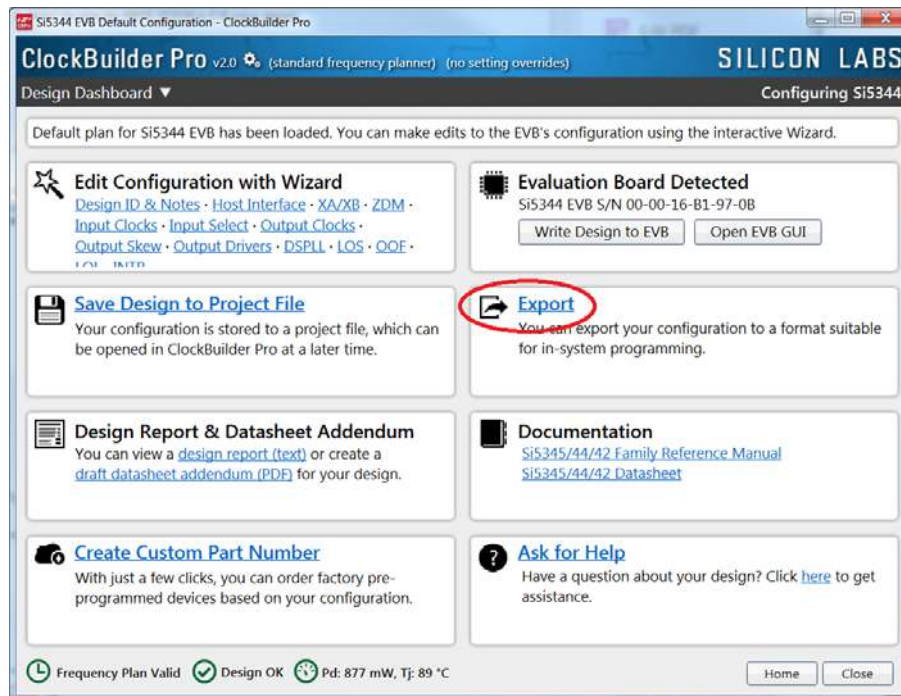 Si5344 EVB Default Configuration - ClockBuilder Pro
ClockBuilder Pro v2.0 (standard frequency planner) (no setting overrides)
SILICON LABS
Design Dashboard ▼
Configuring Si5344
Default plan for Si5344 EVB has been loaded. You can make edits to the EVB's configuration using the interactive Wizard.
Edit Configuration with Wizard
Design ID & Notes · Host Interface · XA/XB · ZDM ·
Input Clocks · Input Select · Output Clocks ·
Output Skew · Output Drivers · DSPLL · LOS · OOF ·
LOL · INTR
Evaluation Board Detected
Si5344 EVB S/N 00-00-16-B1-97-0B
Write Design to EVB
Open EVB GUI
Save Design to Project File
Your configuration is stored to a project file, which can
be opened in ClockBuilder Pro at a later time.
Export
You can export your configuration to a format suitable
for in-system programming.
Design Report & Datasheet Addendum
You can view a design report (text) or create a
draft datasheet addendum (PDF) for your design.
Documentation
Si5345/44/42 Family Reference Manual
Si5345/44/42 Datasheet
Create Custom Part Number
With just a few clicks, you can order factory pre-
programmed devices based on your configuration.
Ask for Help
Have a question about your design? Click here to get
assistance.
Frequency Plan Valid
Design OK
Pd: 877 mW, Tj: 89 °C
Home
Close